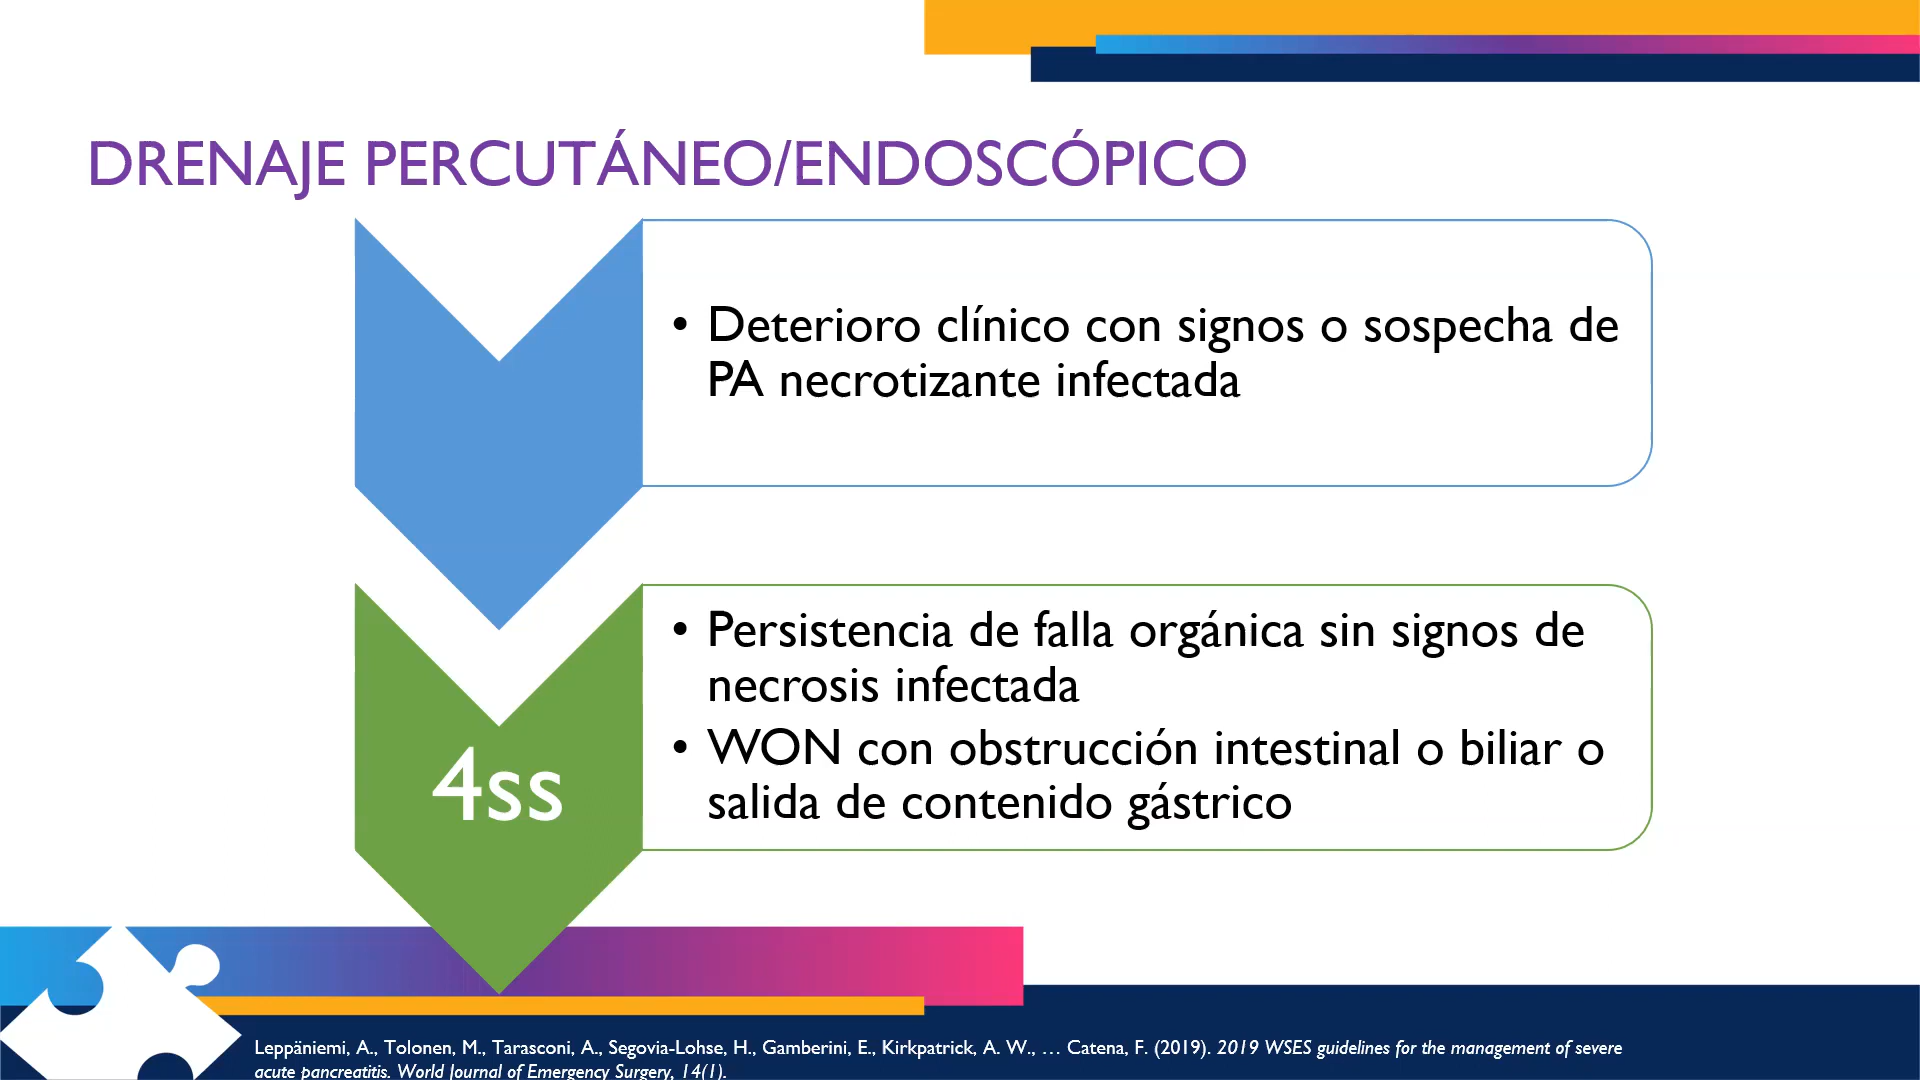 DRENAJE PERCUTÁNEO/ENDOSCÓPICO
• Deterioro clínico con signos o sospecha de
PA necrotizante infectada
4ss
• Persistencia de falla orgánica sin signos de
necrosis infectada
• WON con obstrucción intestinal o biliar o
salida de contenido gástrico
Leppäniemi, A., Tolonen, M., Tarasconi, A., Segovia-Lohse, H., Gamberini, E., Kirkpatrick, A. W., … Catena, F. (2019). 2019 WSES guidelines for the management of severe
acute pancreatitis. World Journal of Emergency Surgery, 14(1).